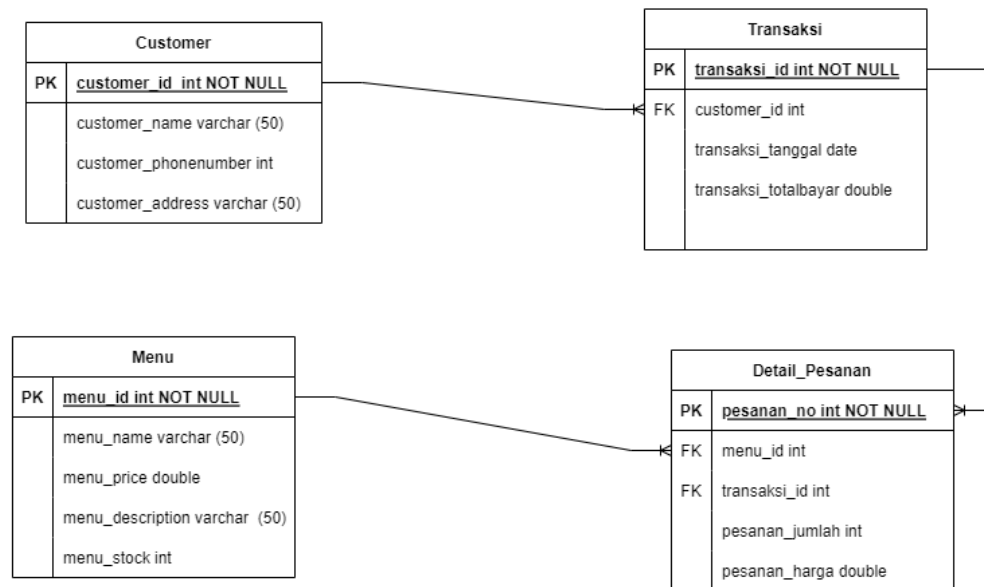 Customer
PK customer_id int NOT NULL
customer_name varchar (50)
customer_phonenumber int
customer_address varchar (50)
Transaksi
PK transaksi_id int NOT NULL
FK customer_id int
transaksi_tanggal date
transaksi_totalbayar double
Menu
PK menu_id int NOT NULL
menu_name varchar (50)
menu_price double
menu_description varchar (50)
menu_stock int
Detail_Pesanan
PK pesanan_no int NOT NULL
FK menu_id int
FK transaksi_id int
pesanan_jumlah int
pesanan_harga double